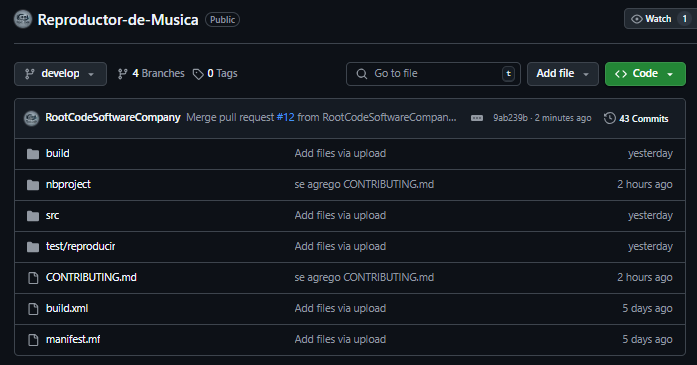 Reproductor-de-Musica Public Watch 1
develop 4 Branches 0 Tags Go to file t Add file Code
RootCodeSoftwareCompany Merge pull request #12 from RootCodeSoftwareCompan... 9ab239b · 2 minutes ago 43 Commits
build Add files via upload yesterday
nbproject se agrego CONTRIBUTING.md 2 hours ago
src Add files via upload yesterday
test/reproducir Add files via upload yesterday
CONTRIBUTING.md se agrego CONTRIBUTING.md 2 hours ago
build.xml Add files via upload 5 days ago
manifest.mf Add files via upload 5 days ago